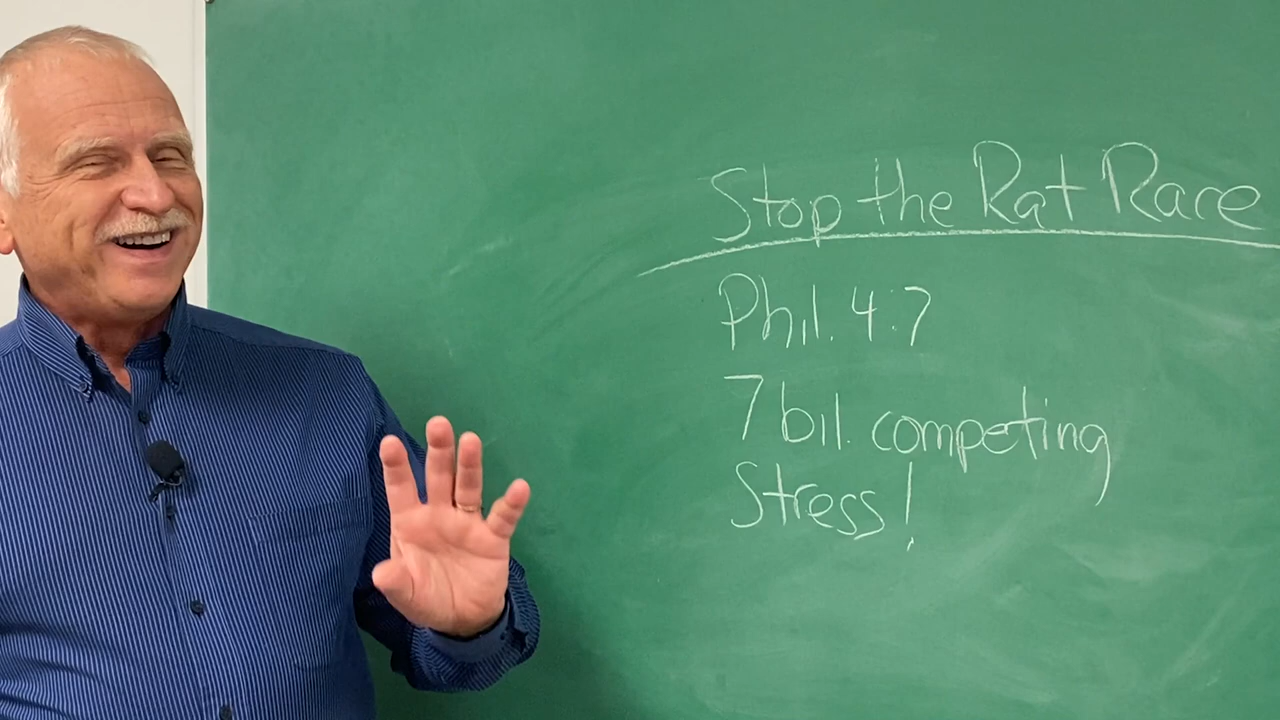 Stop the Rat Race
Phil. 4:7
7 bil. competing
Stress!